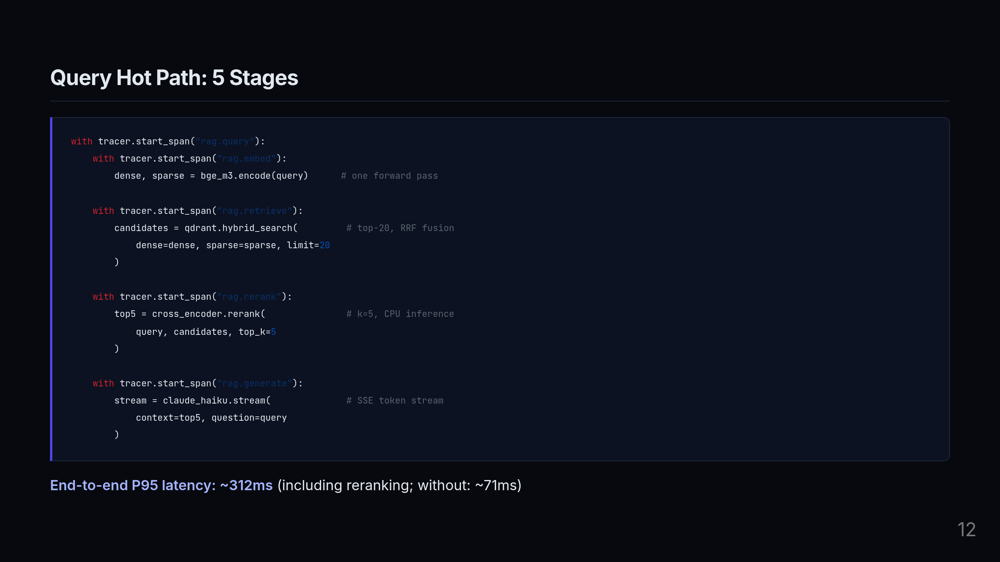 Query Hot Path: 5 Stages
with tracer.start_span("rag.query"):
    with tracer.start_span("rag.embed"):
        dense, sparse = bge_m3.encode(query)      # one forward pass
    with tracer.start_span("rag.retrieve"):
        candidates = qdrant.hybrid_search(         # top-20, RRF fusion
            dense=dense, sparse=sparse, limit=20
        )
    with tracer.start_span("rag.rerank"):
        top5 = cross_encoder.rerank(               # k=5, CPU inference
            query, candidates, top_k=5
        )
    with tracer.start_span("rag.generate"):
        stream = claude_haiku.stream(              # SSE token stream
            context=top5, question=query
        )
End-to-end P95 latency: ~312ms (including reranking; without: ~71ms)
12